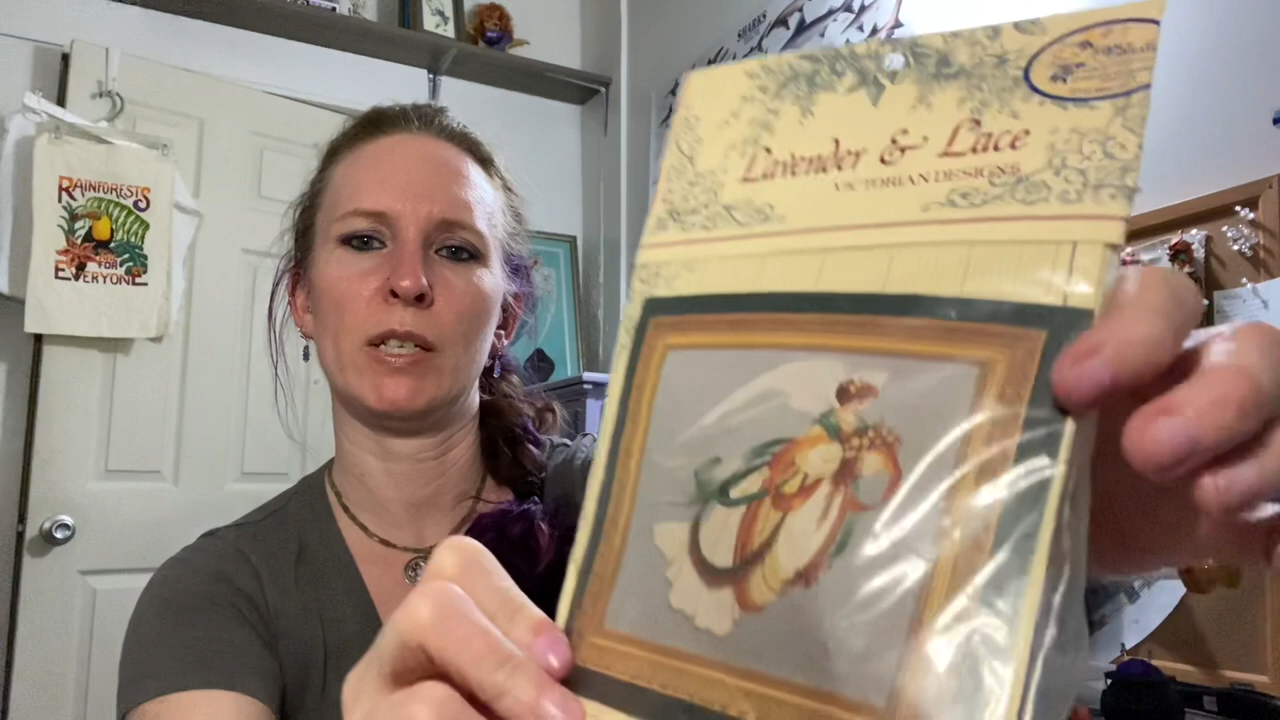 SHARKS
RAINFORESTS
FOR
EVERYONE
Lavender & Lace
VICTORIAN DESIGNS